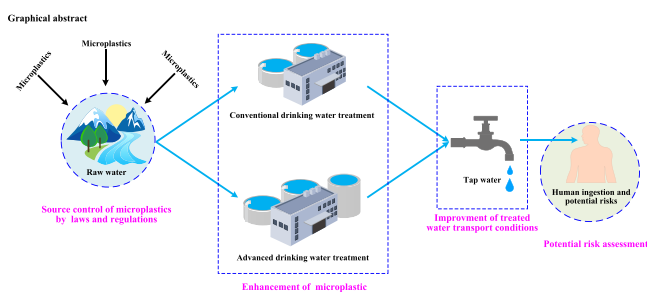 Graphical abstract
Microplastics
Microplastics
Microplastics
Raw water
Source control of microplastics
by laws and regulations
Conventional drinking water treatment
Advanced drinking water treatment
Enhancement of microplastic
Tap water
Improvment of treated
water transport conditions
Human ingestion and
potential risks
Potential risk assessment